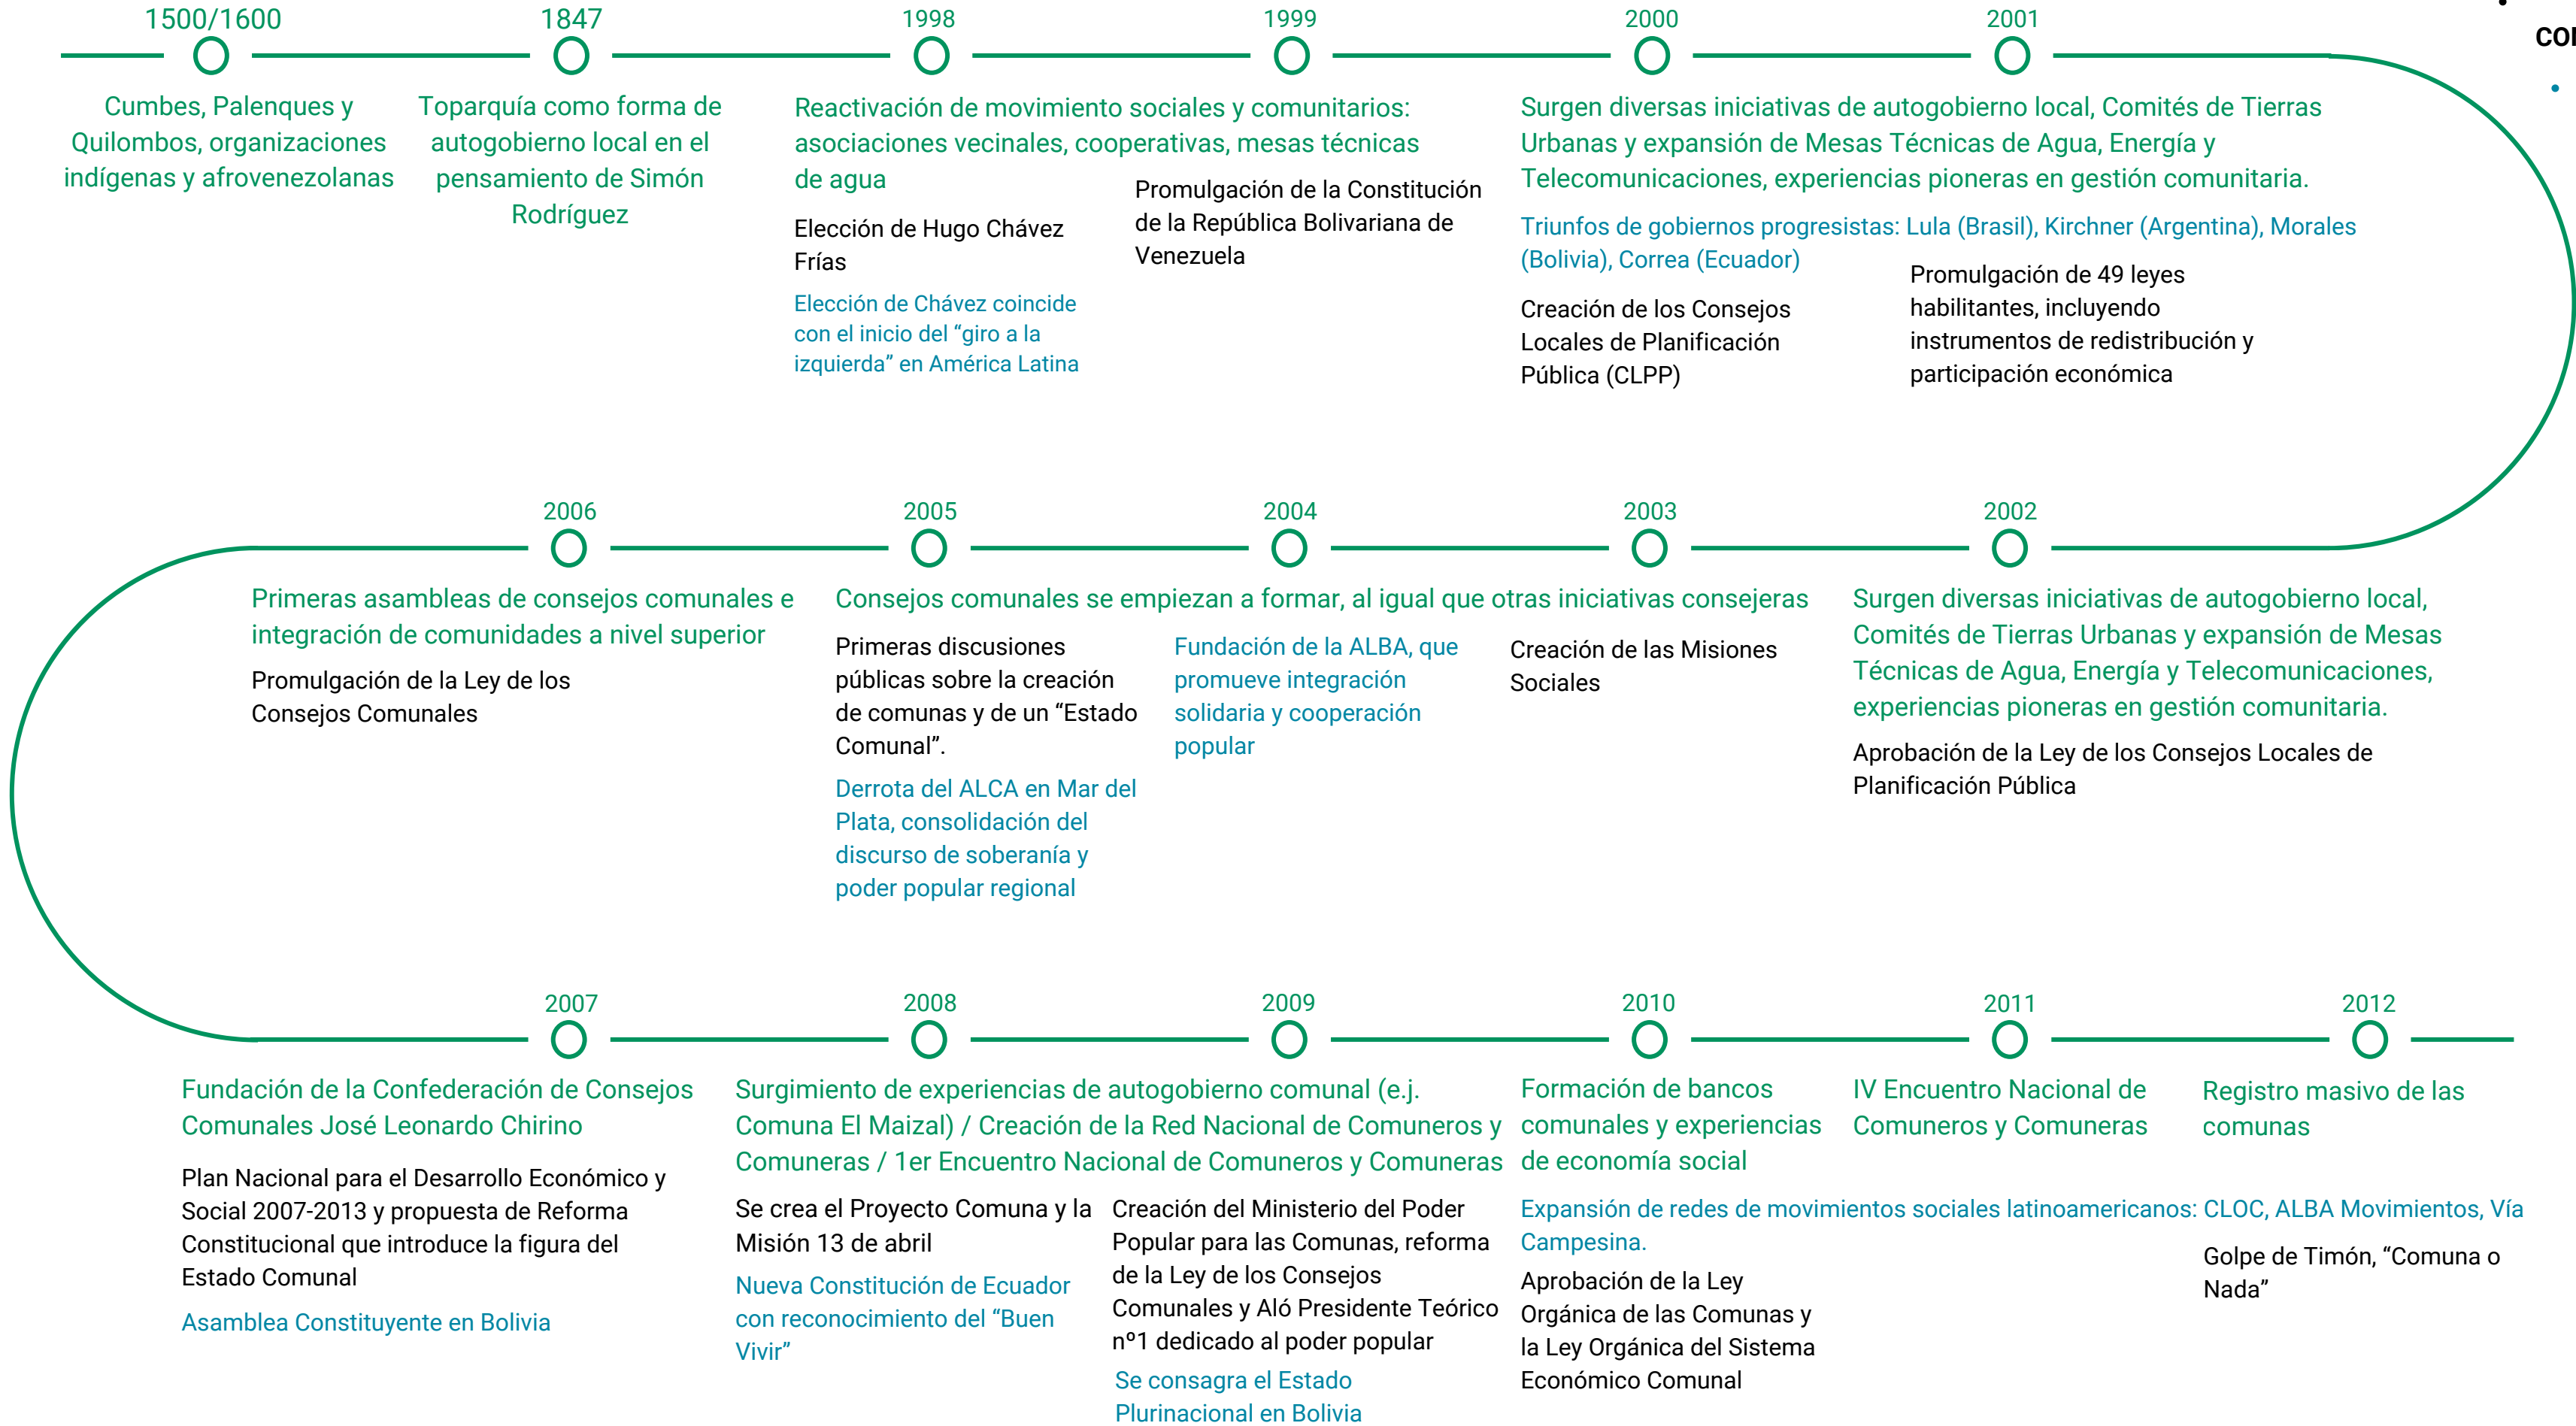 1500/1600
1847
1998
1999
2000
2001
Cumbes, Palenques y
Quilombos, organizaciones
indígenas y afrovenezolanas
Toparquía como forma de
autogobierno local en el
pensamiento de Simón
Rodríguez
Reactivación de movimiento sociales y comunitarios:
asociaciones vecinales, cooperativas, mesas técnicas
de agua
Elección de Hugo Chávez
Frías
Elección de Chávez coincide
con el inicio del “giro a la
izquierda” en América Latina
Promulgación de la Constitución
de la República Bolivariana de
Venezuela
Surgen diversas iniciativas de autogobierno local, Comités de Tierras
Urbanas y expansión de Mesas Técnicas de Agua, Energía y
Telecomunicaciones, experiencias pioneras en gestión comunitaria.
Triunfos de gobiernos progresistas: Lula (Brasil), Kirchner (Argentina), Morales
(Bolivia), Correa (Ecuador)
Creación de los Consejos
Locales de Planificación
Pública (CLPP)
Promulgación de 49 leyes
habilitantes, incluyendo
instrumentos de redistribución y
participación económica
2006
2005
2004
2003
2002
Primeras asambleas de consejos comunales e
integración de comunidades a nivel superior
Promulgación de la Ley de los
Consejos Comunales
Consejos comunales se empiezan a formar, al igual que otras iniciativas consejeras
Primeras discusiones
públicas sobre la creación
de comunas y de un “Estado
Comunal”.
Derrota del ALCA en Mar del
Plata, consolidación del
discurso de soberanía y
poder popular regional
Fundación de la ALBA, que
promueve integración
solidaria y cooperación
popular
Creación de las Misiones
Sociales
Surgen diversas iniciativas de autogobierno local,
Comités de Tierras Urbanas y expansión de Mesas
Técnicas de Agua, Energía y Telecomunicaciones,
experiencias pioneras en gestión comunitaria.
Aprobación de la Ley de los Consejos Locales de
Planificación Pública
2007
2008
2009
2010
2011
2012
Fundación de la Confederación de Consejos
Comunales José Leonardo Chirino
Plan Nacional para el Desarrollo Económico y
Social 2007-2013 y propuesta de Reforma
Constitucional que introduce la figura del
Estado Comunal
Asamblea Constituyente en Bolivia
Surgimiento de experiencias de autogobierno comunal (e.j.
Comuna El Maizal) / Creación de la Red Nacional de Comuneros y
Comuneras / 1er Encuentro Nacional de Comuneros y Comuneras
Se crea el Proyecto Comuna y la
Misión 13 de abril
Nueva Constitución de Ecuador
con reconocimiento del “Buen
Vivir”
Creación del Ministerio del Poder
Popular para las Comunas, reforma
de la Ley de los Consejos
Comunales y Aló Presidente Teórico
nº1 dedicado al poder popular
Se consagra el Estado
Plurinacional en Bolivia
Formación de bancos
comunales y experiencias
de economía social
IV Encuentro Nacional de
Comuneros y Comuneras
Registro masivo de las
comunas
Expansión de redes de movimientos sociales latinoamericanos: CLOC, ALBA Movimientos, Vía
Campesina.
Aprobación de la Ley
Orgánica de las Comunas y
la Ley Orgánica del Sistema
Económico Comunal
Golpe de Timón, “Comuna o
Nada”